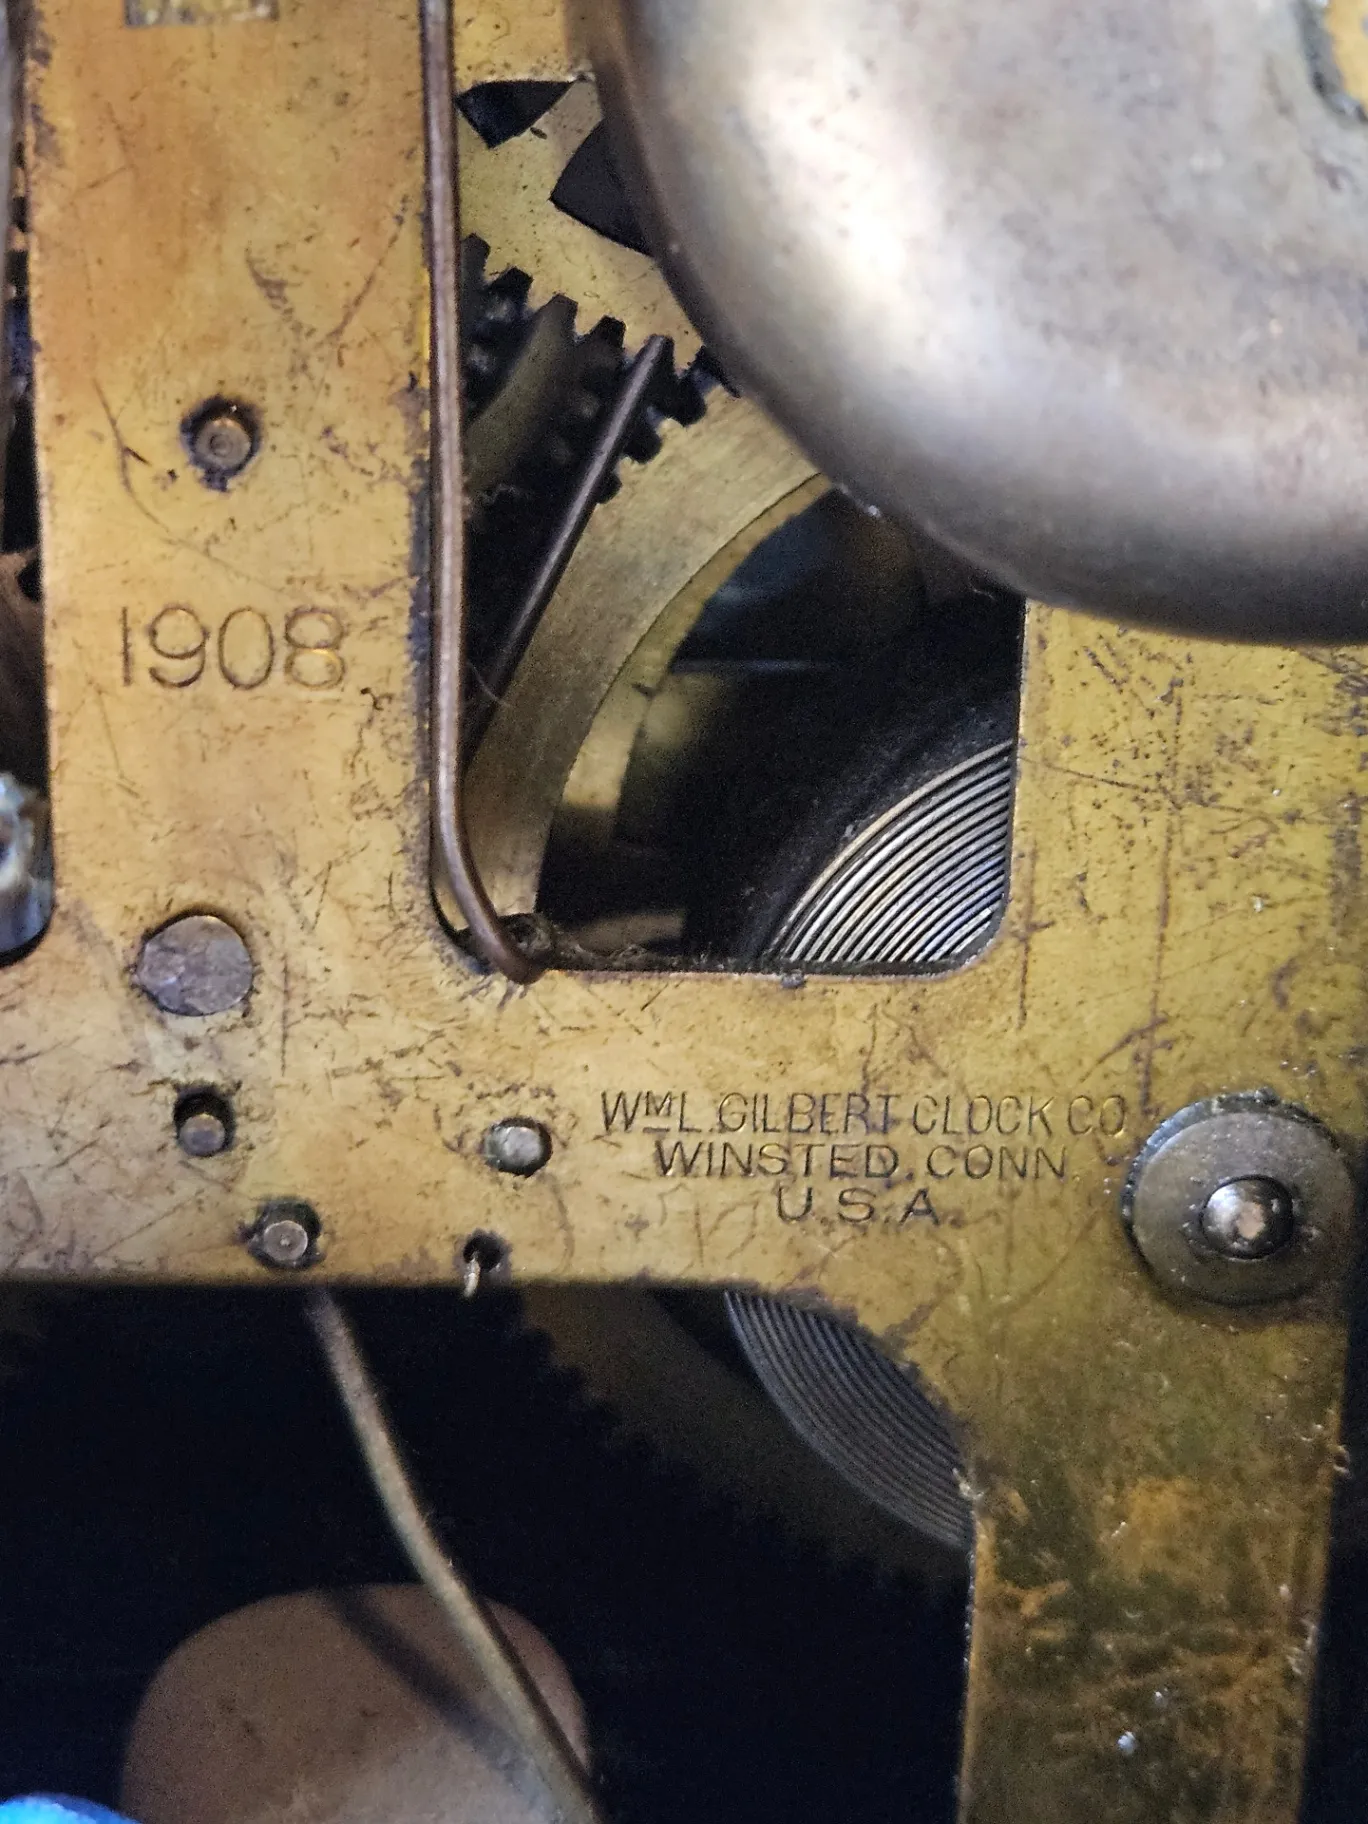 1908
WM L. GILBERT CLOCK CO
WINSTED, CONN.
U.S.A.